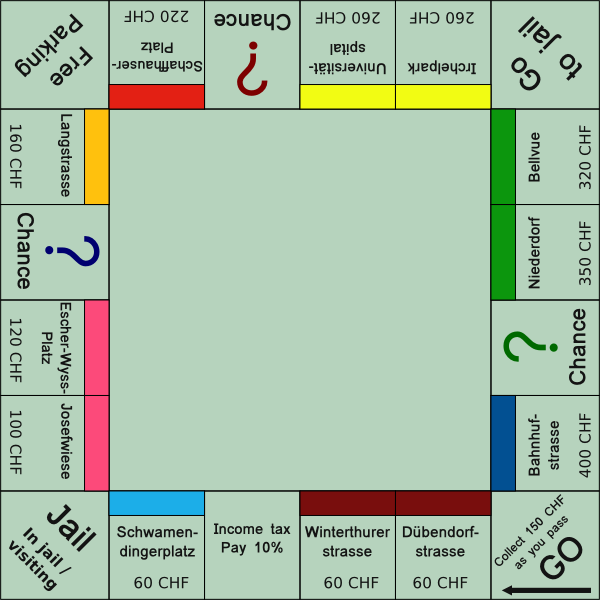 Free
Parking
220 CHF
Schaffhauser-
Platz
Chance
?
260 CHF
Universität-
spital
260 CHF
Irchelpark
Go
to jail
Langstrasse
160 CHF
Bellvue
320 CHF
Chance
?
Niederdorf
350 CHF
Escher-Wyss-
Platz
120 CHF
?
Chance
Josefwiese
100 CHF
Bahnhuf-
strasse
400 CHF
Jail
In jail /
visiting
Schwamen-
dingerplatz
60 CHF
Income tax
Pay 10%
Winterthurer
strasse
60 CHF
Dübendorf-
strasse
60 CHF
Collect 150 CHF
as you pass
GO